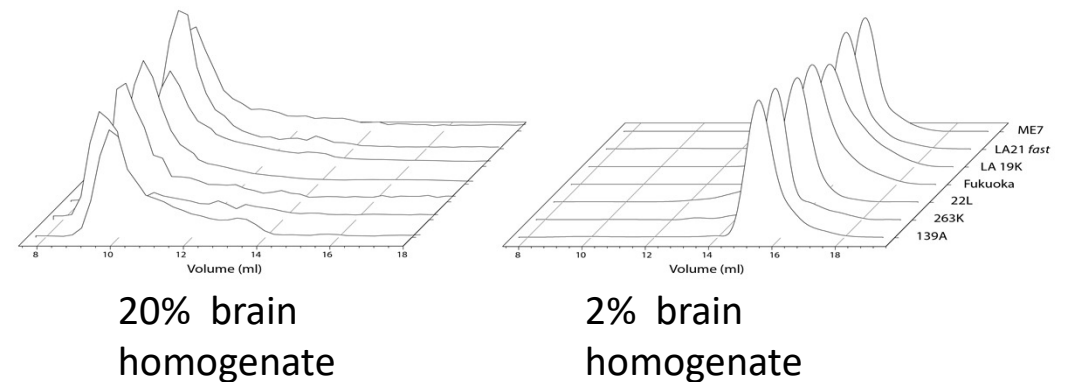 ME7
LA21 fast
LA 19K
Fukuoka
22L
263K
139A
8 10 12 14 16 18
Volume (ml)
8 10 12 14 16 18
Volume (ml)
20% brain
homogenate
2% brain
homogenate